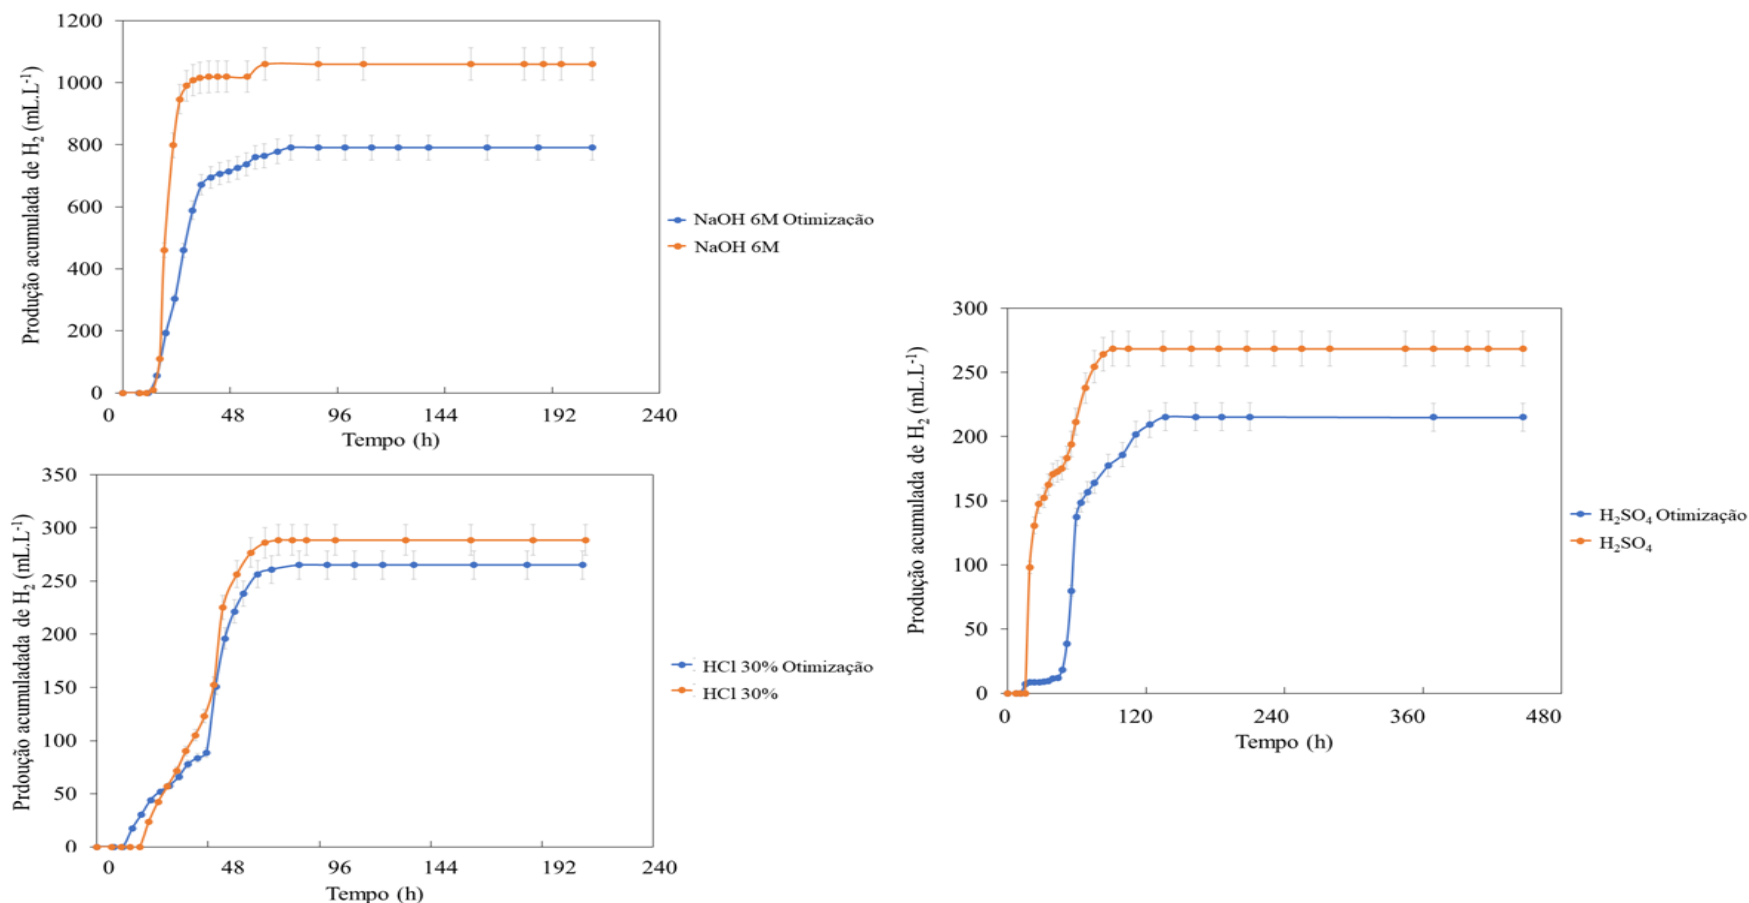 Produção acumulada de H₂ (mL.L⁻¹)
1200
1000
800
600
400
200
0
0 48 96 144 192 240
Tempo (h)
NaOH 6M Otimização
NaOH 6M
Prdoução acumuladada de H₂ (mL.L⁻¹)
350
300
250
200
150
100
50
0
0 48 96 144 192 240
Tempo (h)
HCl 30% Otimização
HCl 30%
Produção acumulada de H₂ (mL.L⁻¹)
300
250
200
150
100
50
0
0 120 240 360 480
Tempo (h)
H₂SO₄ Otimização
H₂SO₄